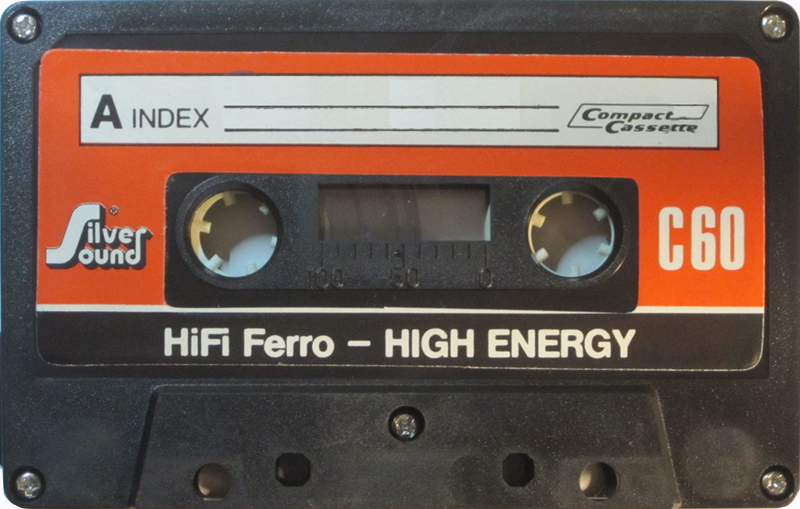 A INDEX
Compact
Cassette
Silver
Sound
C60
100 50 0
HiFi Ferro – HIGH ENERGY